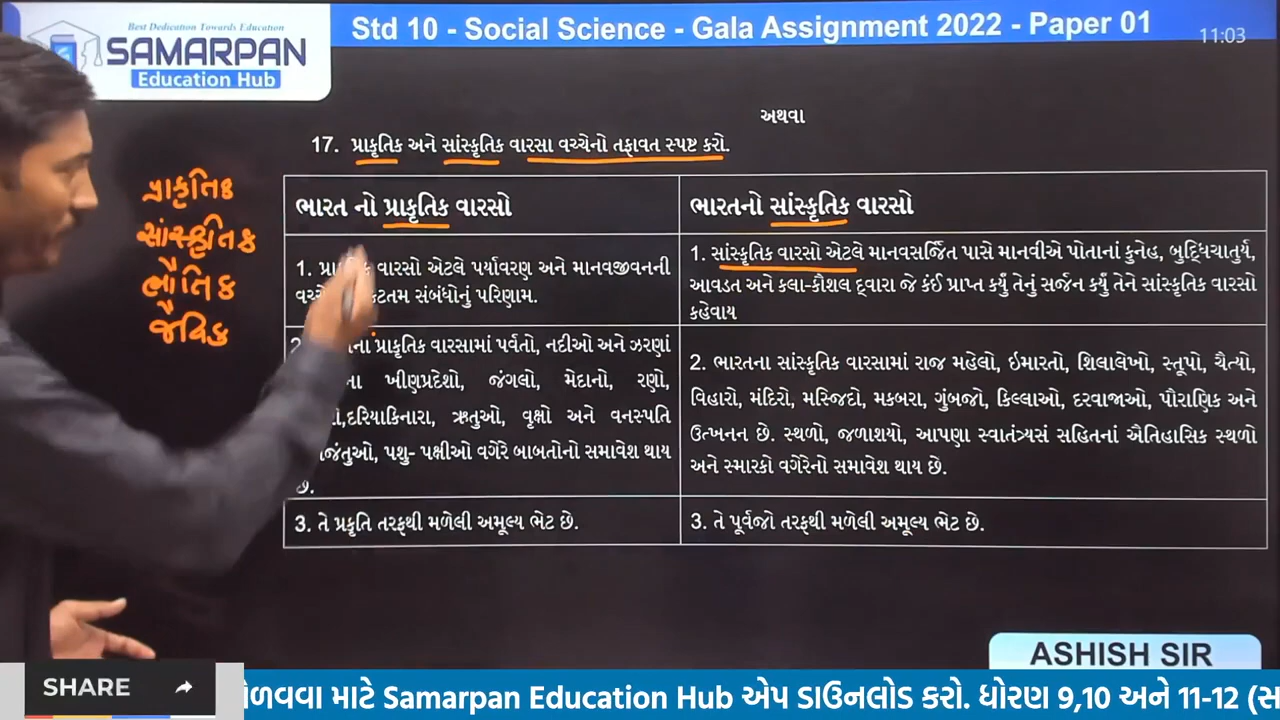 Best Dedication Towards Education
SAMARPAN
Education Hub
Std 10 - Social Science - Gala Assignment 2022 - Paper 01
11:03
અથવા
17. પ્રાકૃતિક અને સાંસ્કૃતિક વારસા વચ્ચેનો તફાવત સ્પષ્ટ કરો.
પ્રાકૃતિક
સાંસ્કૃતિક
ભૌતિક
જૈવિક
ભારત નો પ્રાકૃતિક વારસો
1. વારસો એટલે પર્યાવરણ અને માનવજીવનની
સંબંધોનું પરિણામ.
પ્રાકૃતિક વારસામાં પર્વતો, નદીઓ અને ઝરણાં
ખીણપ્રદેશો, જંગલો, મેદાનો, રણો,
દરિયાકિનારા, ઋતુઓ, વૃક્ષો અને વનસ્પતિ
પશુ- પક્ષીઓ વગેરે બાબતોનો સમાવેશ થાય
છે.
3. તે પ્રકૃતિ તરફથી મળેલી અમૂલ્ય ભેટ છે.
ભારતનો સાંસ્કૃતિક વારસો
1. સાંસ્કૃતિક વારસો એટલે માનવસર્જિત પાસે માનવીએ પોતાનાં કુનેહ, બુદ્ધિચાતુર્ય,
આવડત અને કલા-કૌશલ દ્વારા જે કંઈ પ્રાપ્ત કર્યું તેનું સર્જન કર્યું તેને સાંસ્કૃતિક વારસો
કહેવાય
2. ભારતના સાંસ્કૃતિક વારસામાં રાજ મહેલો, ઇમારતો, શિલાલેખો, સ્તૂપો, ચૈત્યો,
વિહારો, મંદિરો, મસ્જિદો, મકબરા, ગુંબજો, કિલ્લાઓ, દરવાજાઓ, પૌરાણિક અને
ઉત્ખનન છે. સ્થળો, જળાશયો, આપણા સ્વાતંત્ર્યસં સહિતનાં ઐતિહાસિક સ્થળો
અને સ્મારકો વગેરેનો સમાવેશ થાય છે.
3. તે પૂર્વજો તરફથી મળેલી અમૂલ્ય ભેટ છે.
ASHISH SIR
SHARE
માટે Samarpan Education Hub એપ ડાઉનલોડ કરો. ધોરણ 9,10 અને 11-12